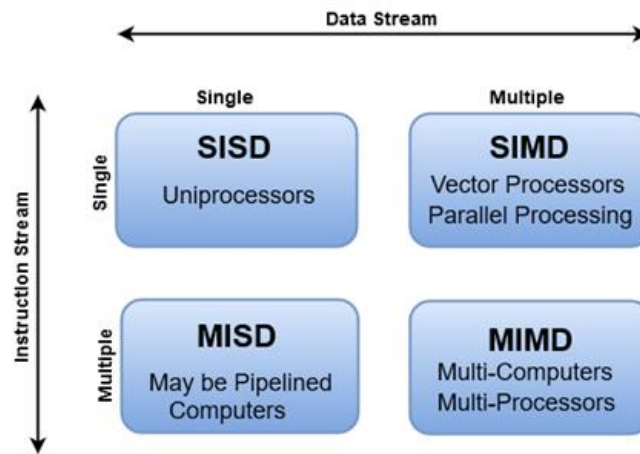 Data Stream
Single
Multiple
Instruction Stream
Single
SISD
Uniprocessors
SIMD
Vector Processors
Parallel Processing
Multiple
MISD
May be Pipelined
Computers
MIMD
Multi-Computers
Multi-Processors